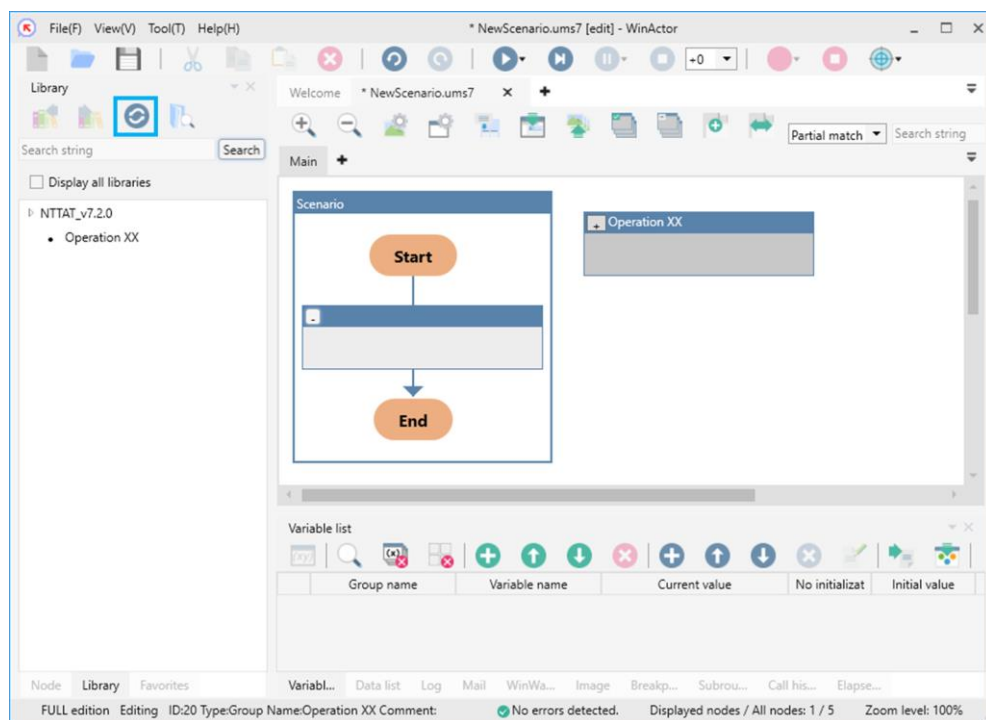 File(F) View(V) Tool(T) Help(H) * NewScenario.ums7 [edit] - WinActor
+0
Library
Welcome * NewScenario.ums7
Search string Search
Partial match Search string
Main
Display all libraries
NTTAT_v7.2.0
Operation XX
Scenario
Operation XX
Start
End
Variable list
Group name Variable name Current value No initializat Initial value
Node Library Favorites Variabl... Data list Log Mail WinWa... Image Breakp... Subrou... Call his... Elapse...
FULL edition Editing ID:20 Type:Group Name:Operation XX Comment: No errors detected. Displayed nodes / All nodes: 1 / 5 Zoom level: 100%